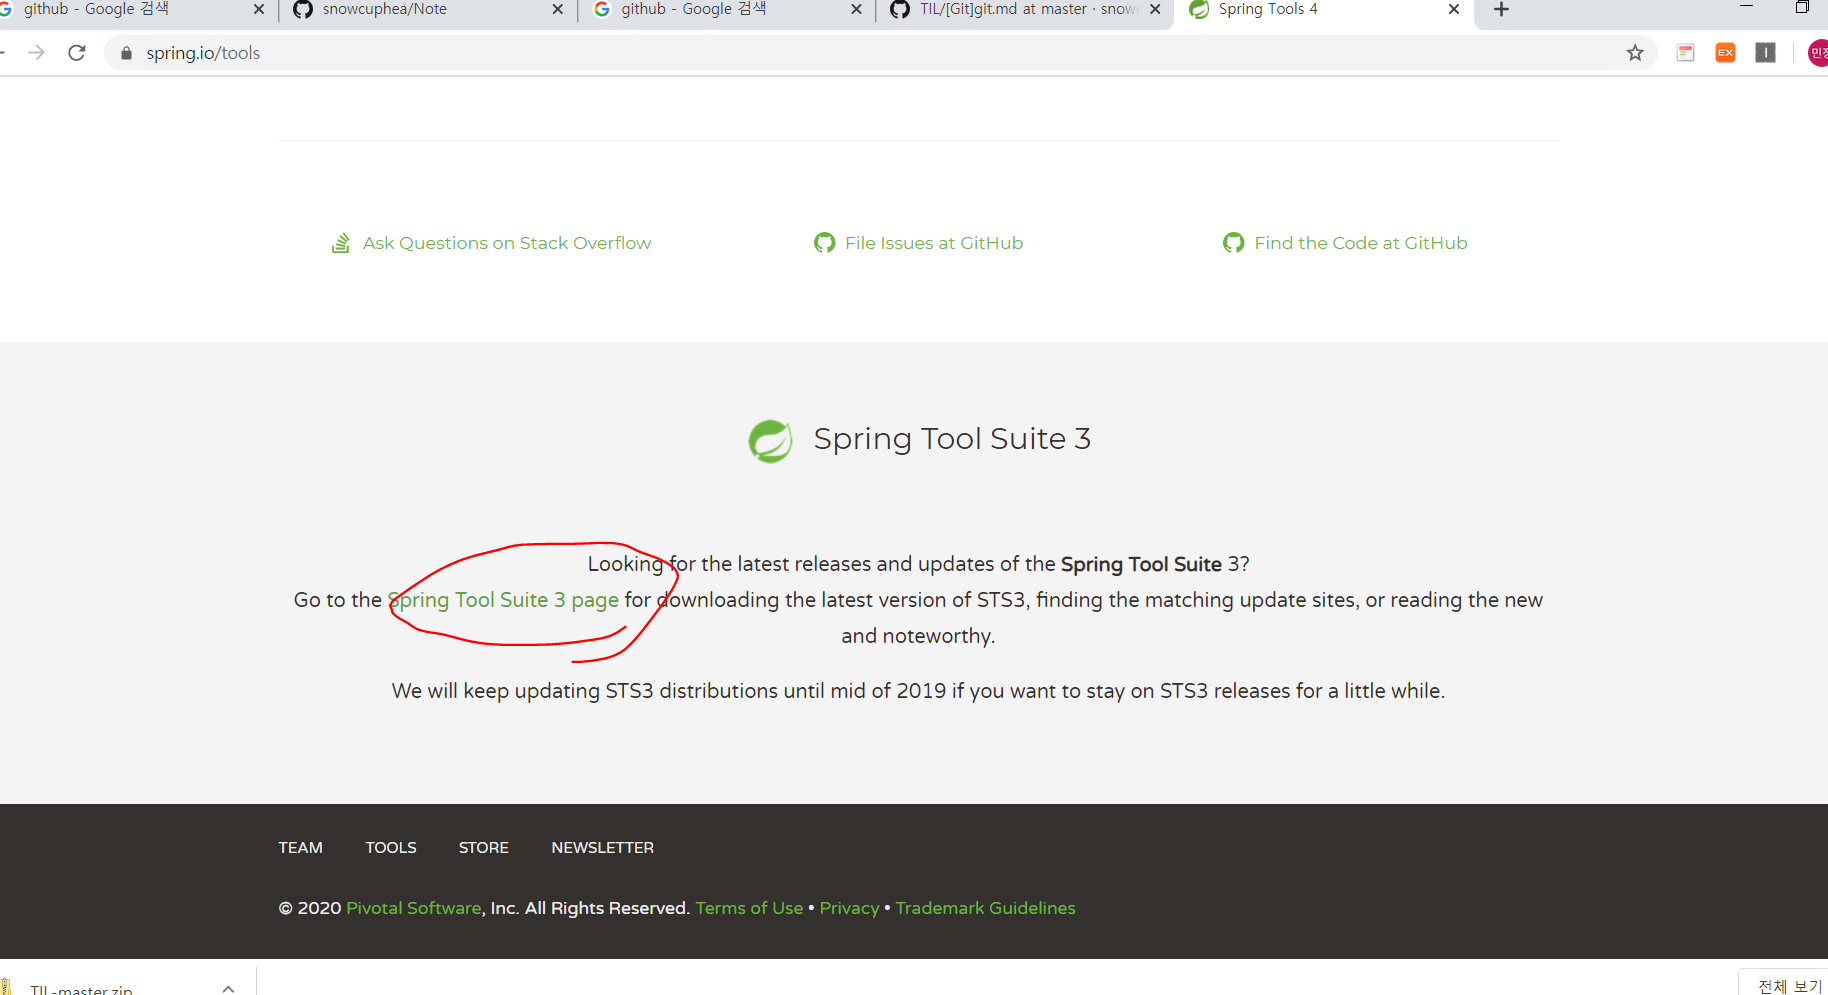 github - Google 검색
snowcuphea/Note
github - Google 검색
TIL/[Git]git.md at master · snow
Spring Tools 4
spring.io/tools
EX
Ask Questions on Stack Overflow
File Issues at GitHub
Find the Code at GitHub
Spring Tool Suite 3
Looking for the latest releases and updates of the Spring Tool Suite 3?
Go to the Spring Tool Suite 3 page for downloading the latest version of STS3, finding the matching update sites, or reading the new
and noteworthy.
We will keep updating STS3 distributions until mid of 2019 if you want to stay on STS3 releases for a little while.
TEAM TOOLS STORE NEWSLETTER
© 2020 Pivotal Software, Inc. All Rights Reserved. Terms of Use • Privacy • Trademark Guidelines
TIL-master.zip
전체 보기